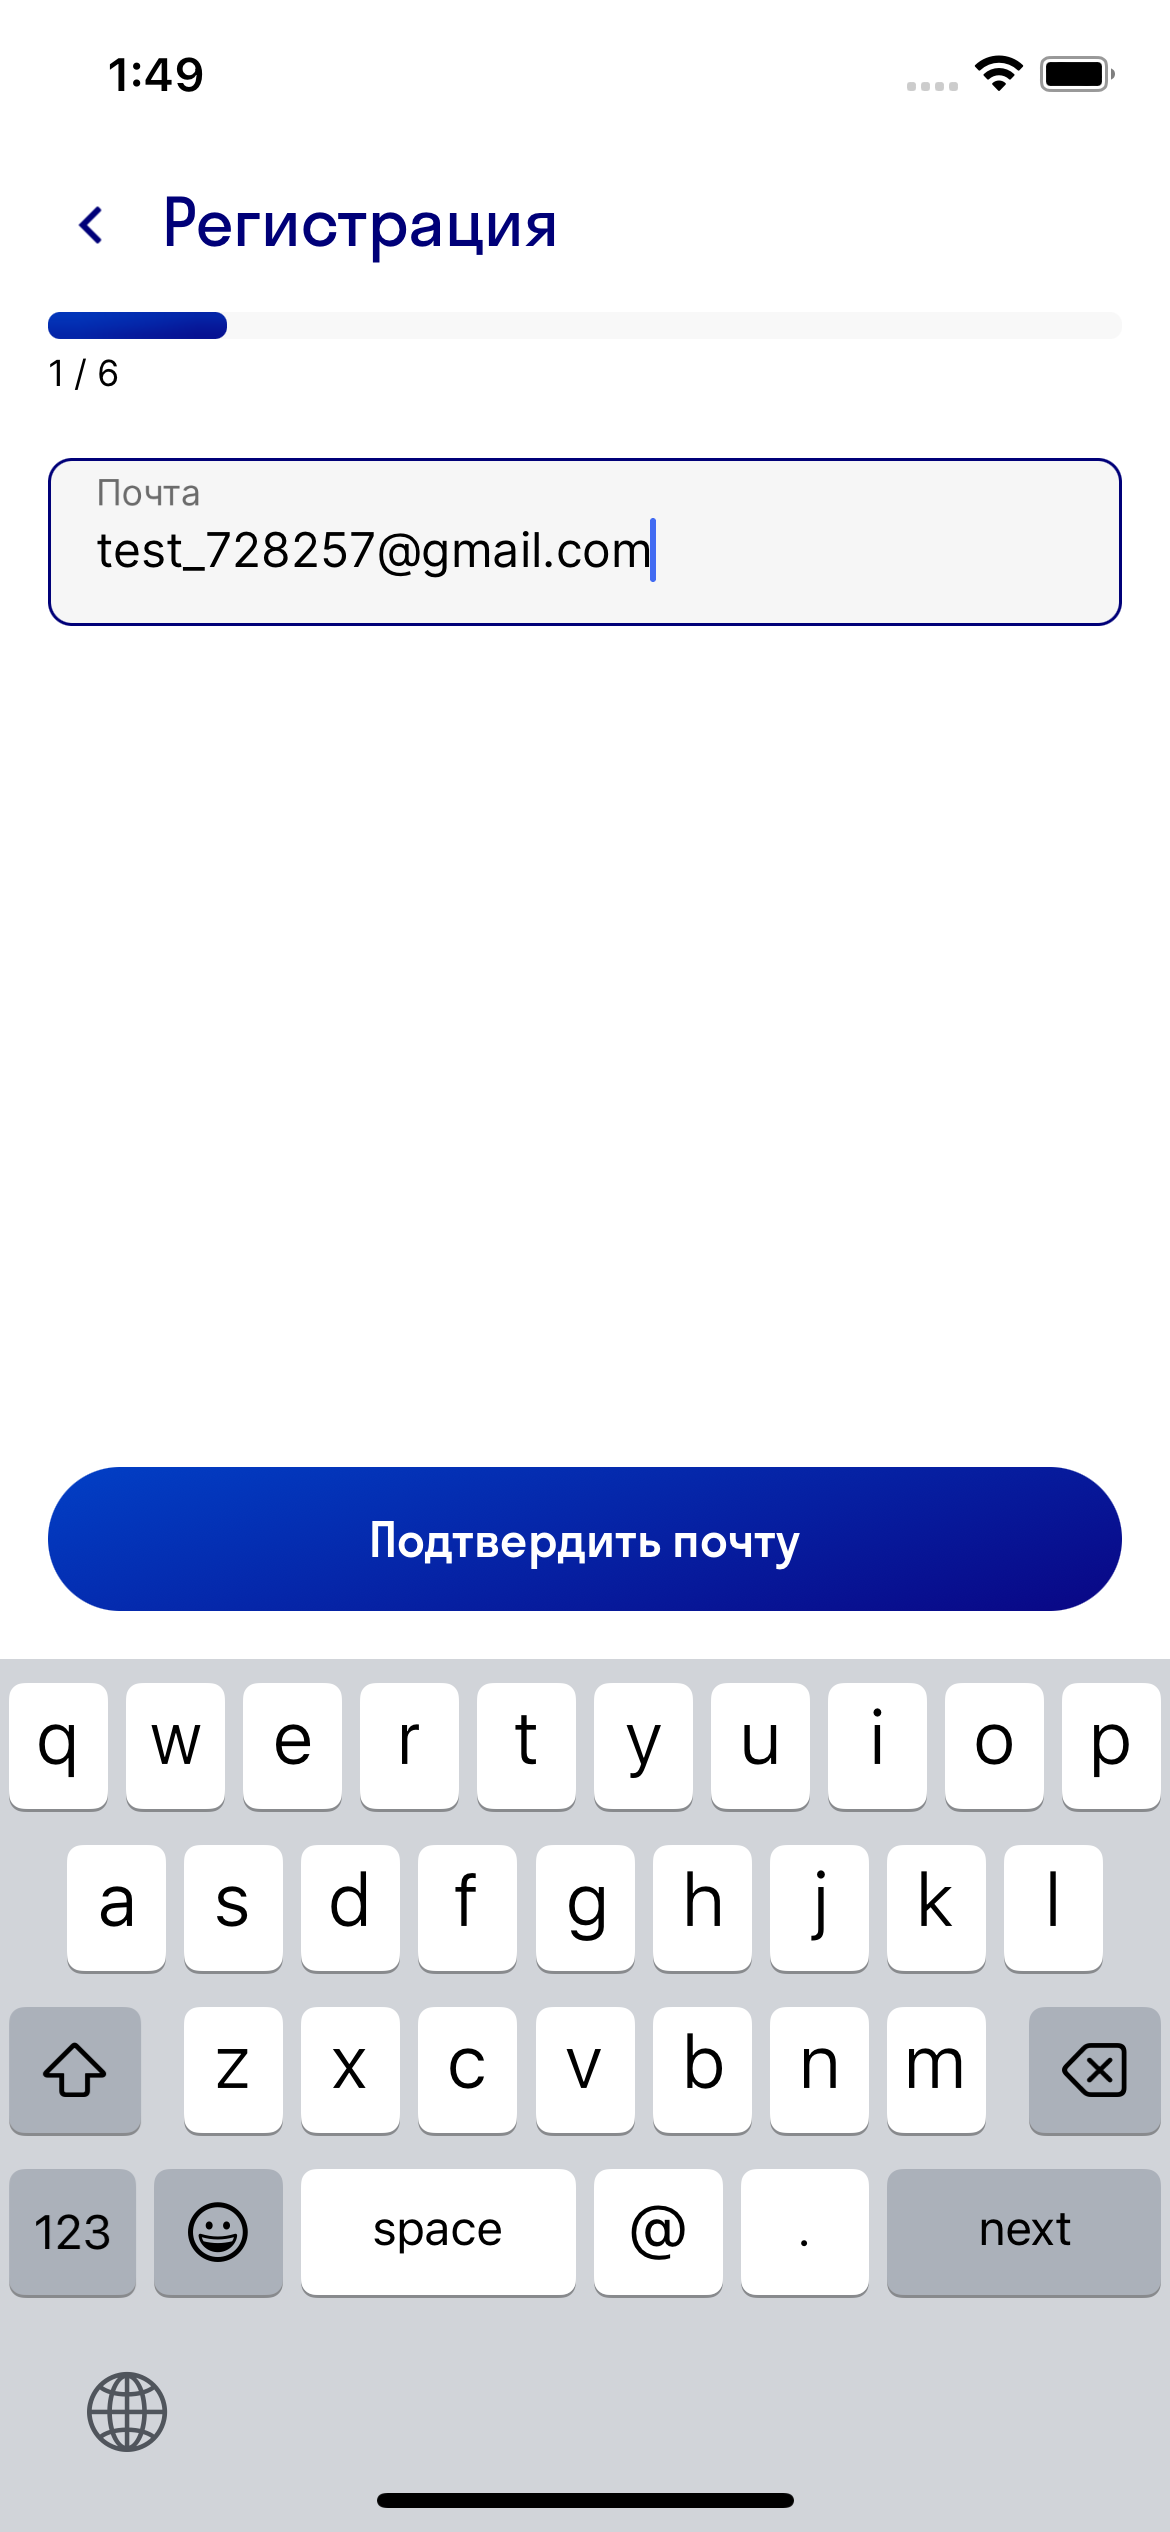 1:49
Регистрация
1 / 6
Почта
test_728257@gmail.com
Подтвердить почту
q w e r t y u i o p
a s d f g h j k l
z x c v b n m
123 space @ . next